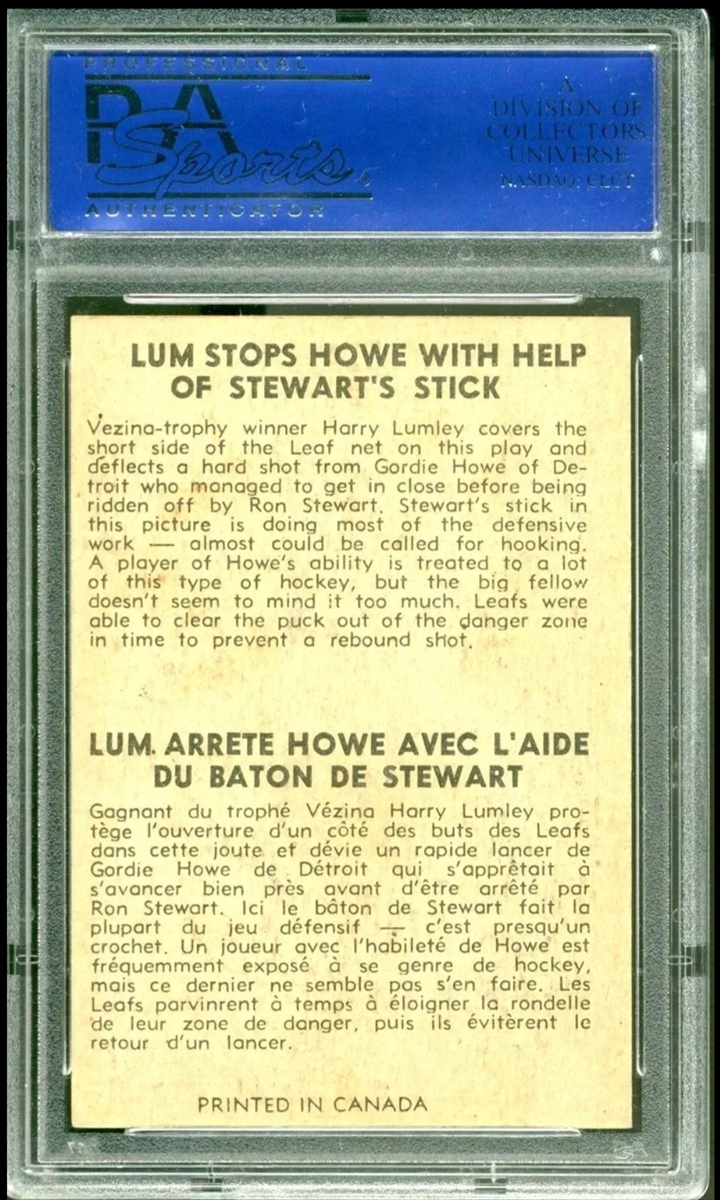 PROFESSIONAL
PSA
Sports
AUTHENTICATOR
A
DIVISION OF
COLLECTORS
UNIVERSE
NASDAQ: CLCT
LUM STOPS HOWE WITH HELP
OF STEWART'S STICK
Vezina-trophy winner Harry Lumley covers the
short side of the Leaf net on this play and
deflects a hard shot from Gordie Howe of De-
troit who managed to get in close before being
ridden off by Ron Stewart. Stewart's stick in
this picture is doing most of the defensive
work — almost could be called for hooking.
A player of Howe's ability is treated to a lot
of this type of hockey, but the big fellow
doesn't seem to mind it too much. Leafs were
able to clear the puck out of the danger zone
in time to prevent a rebound shot.
LUM. ARRETE HOWE AVEC L'AIDE
DU BATON DE STEWART
Gagnant du trophé Vézina Harry Lumley pro-
tège l'ouverture d'un côté des buts des Leafs
dans cette joute et dévie un rapide lancer de
Gordie Howe de Détroit qui s'apprêtait à
s'avancer bien près avant d'être arrêté par
Ron Stewart. Ici le bâton de Stewart fait la
plupart du jeu défensif — c'est presqu'un
crochet. Un joueur avec l'habileté de Howe est
fréquemment exposé à se genre de hockey,
mais ce dernier ne semble pas s'en faire. Les
Leafs parvinrent à temps à éloigner la rondelle
de leur zone de danger, puis ils évitèrent le
retour d'un lancer.
PRINTED IN CANADA